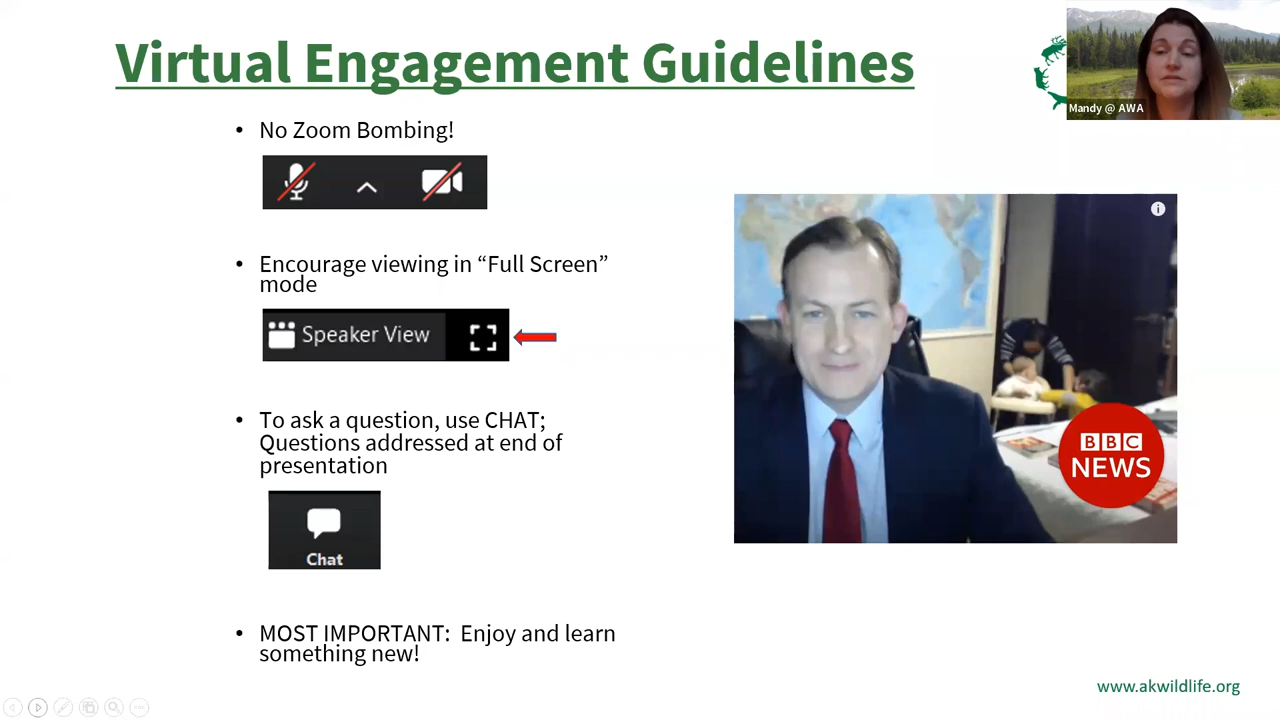 Virtual Engagement Guidelines
Mandy @ AWA
• No Zoom Bombing!
• Encourage viewing in “Full Screen”
mode
Speaker View
• To ask a question, use CHAT;
Questions addressed at end of
presentation
Chat
• MOST IMPORTANT:  Enjoy and learn
something new!
BBC
NEWS
www.akwildlife.org